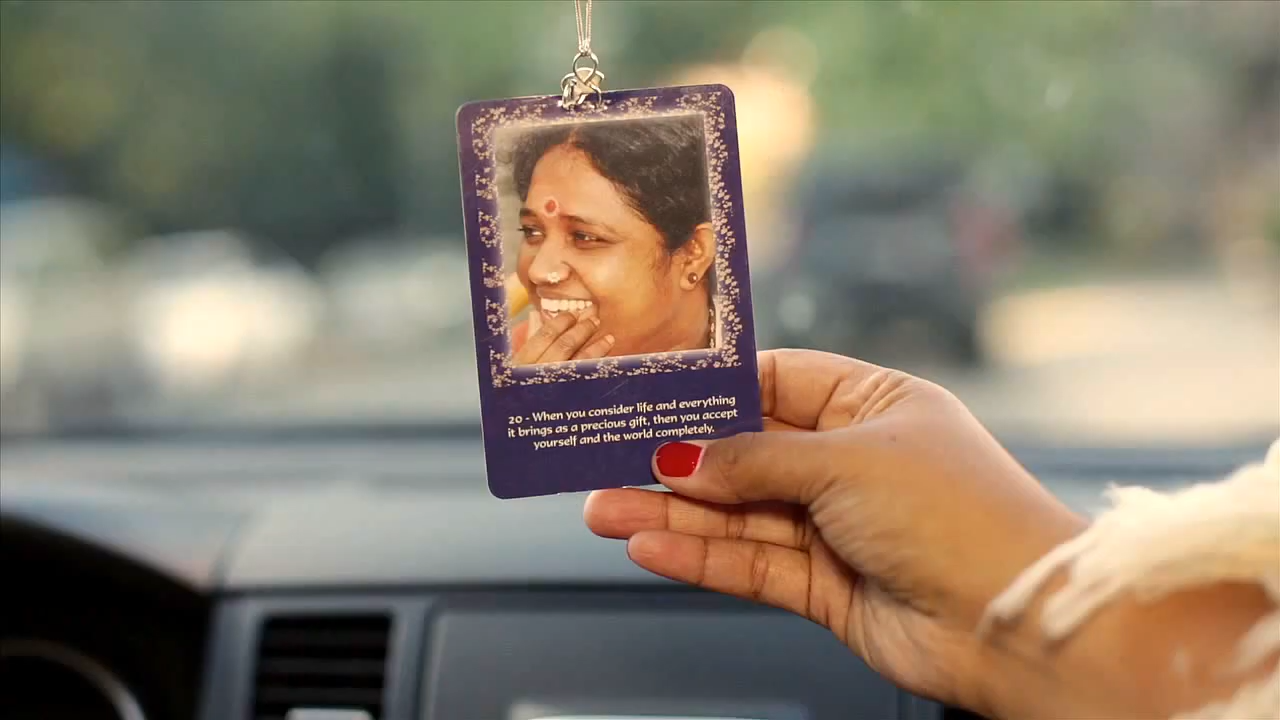 20 - When you consider life and everything
it brings as a precious gift, then you accept
yourself and the world completely.